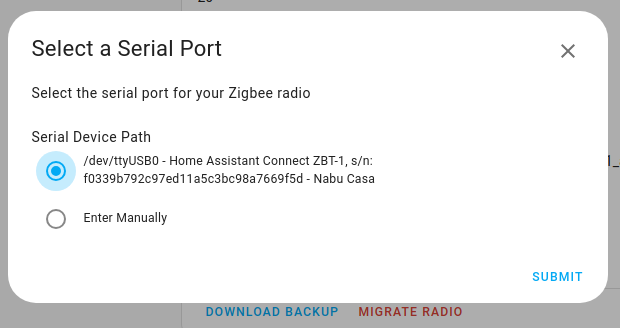 Select a Serial Port
Select the serial port for your Zigbee radio
Serial Device Path
/dev/ttyUSB0 - Home Assistant Connect ZBT-1, s/n:
f0339b792c97ed11a5c3bc98a7669f5d - Nabu Casa
Enter Manually
SUBMIT
DOWNLOAD BACKUP MIGRATE RADIO